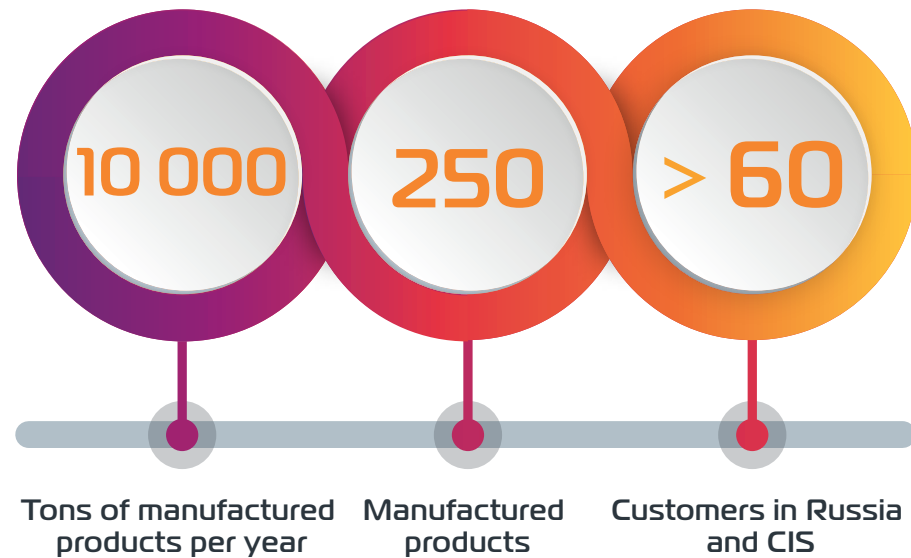 10 000
250
> 60
Tons of manufactured
products per year
Manufactured
products
Customers in Russia
and CIS